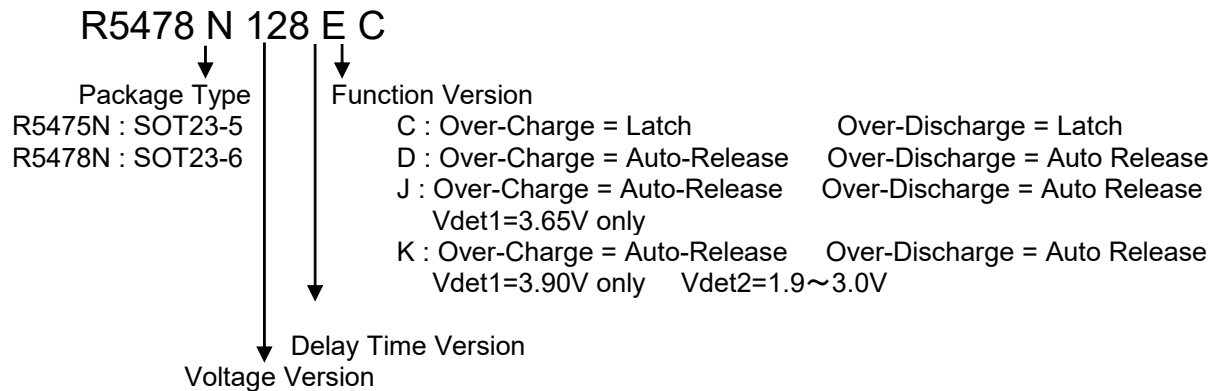 R5478 N 128 E C
Package Type Function Version
R5475N : SOT23-5 C : Over-Charge = Latch Over-Discharge = Latch
R5478N : SOT23-6 D : Over-Charge = Auto-Release Over-Discharge = Auto Release
J : Over-Charge = Auto-Release Over-Discharge = Auto Release
Vdet1=3.65V only
K : Over-Charge = Auto-Release Over-Discharge = Auto Release
Vdet1=3.90V only Vdet2=1.9～3.0V
Delay Time Version
Voltage Version